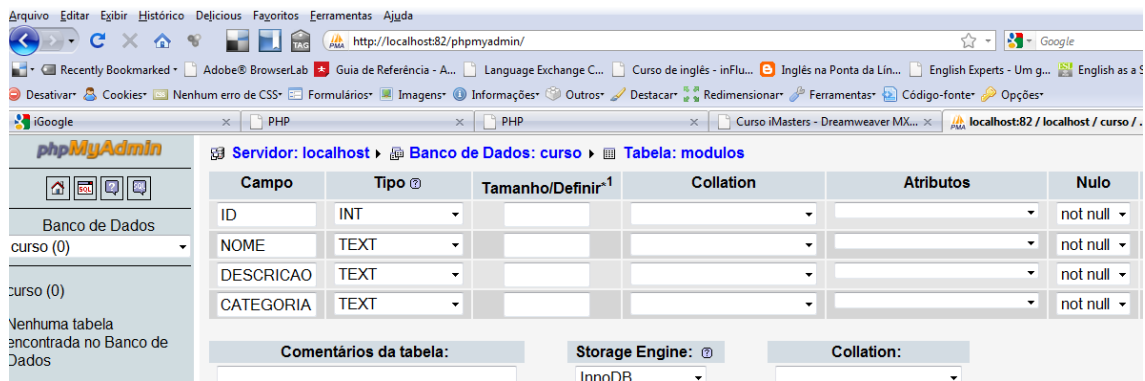 Arquivo Editar Exibir Histórico Delicious Favoritos Ferramentas Ajuda
TAG PMA http://localhost:82/phpmyadmin/ Google
Recently Bookmarked Adobe® BrowserLab Guia de Referência - A... Language Exchange C... Curso de inglês - inFlu... Inglês na Ponta da Lín... English Experts - Um g... English as a S
Desativar Cookies Nenhum erro de CSS Formulários Imagens Informações Outros Destacar Redimensionar Ferramentas Código-fonte Opções
iGoogle PHP PHP Curso iMasters - Dreamweaver MX... PMA localhost:82 / localhost / curso / ...
phpMyAdmin
Servidor: localhost Banco de Dados: curso Tabela: modulos
SQL
Campo Tipo Tamanho/Definir*1 Collation Atributos Nulo
ID INT not null
Banco de Dados
curso (0)
NOME TEXT not null
DESCRICAO TEXT not null
curso (0)
CATEGORIA TEXT not null
Nenhuma tabela
encontrada no Banco de
Dados
Comentários da tabela: Storage Engine: Collation:
InnoDB